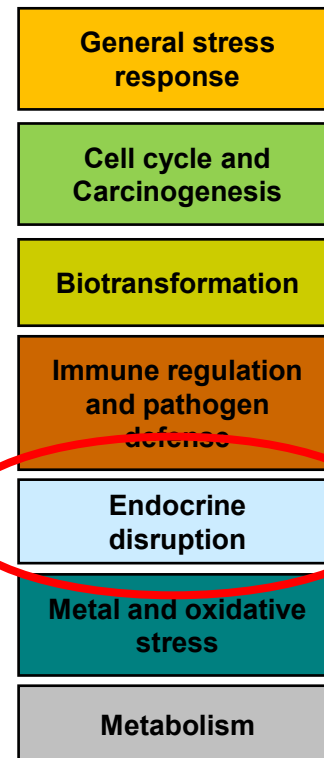 General stress
response
Cell cycle and
Carcinogenesis
Biotransformation
Immune regulation
and pathogen
defense
Endocrine
disruption
Metal and oxidative
stress
Metabolism